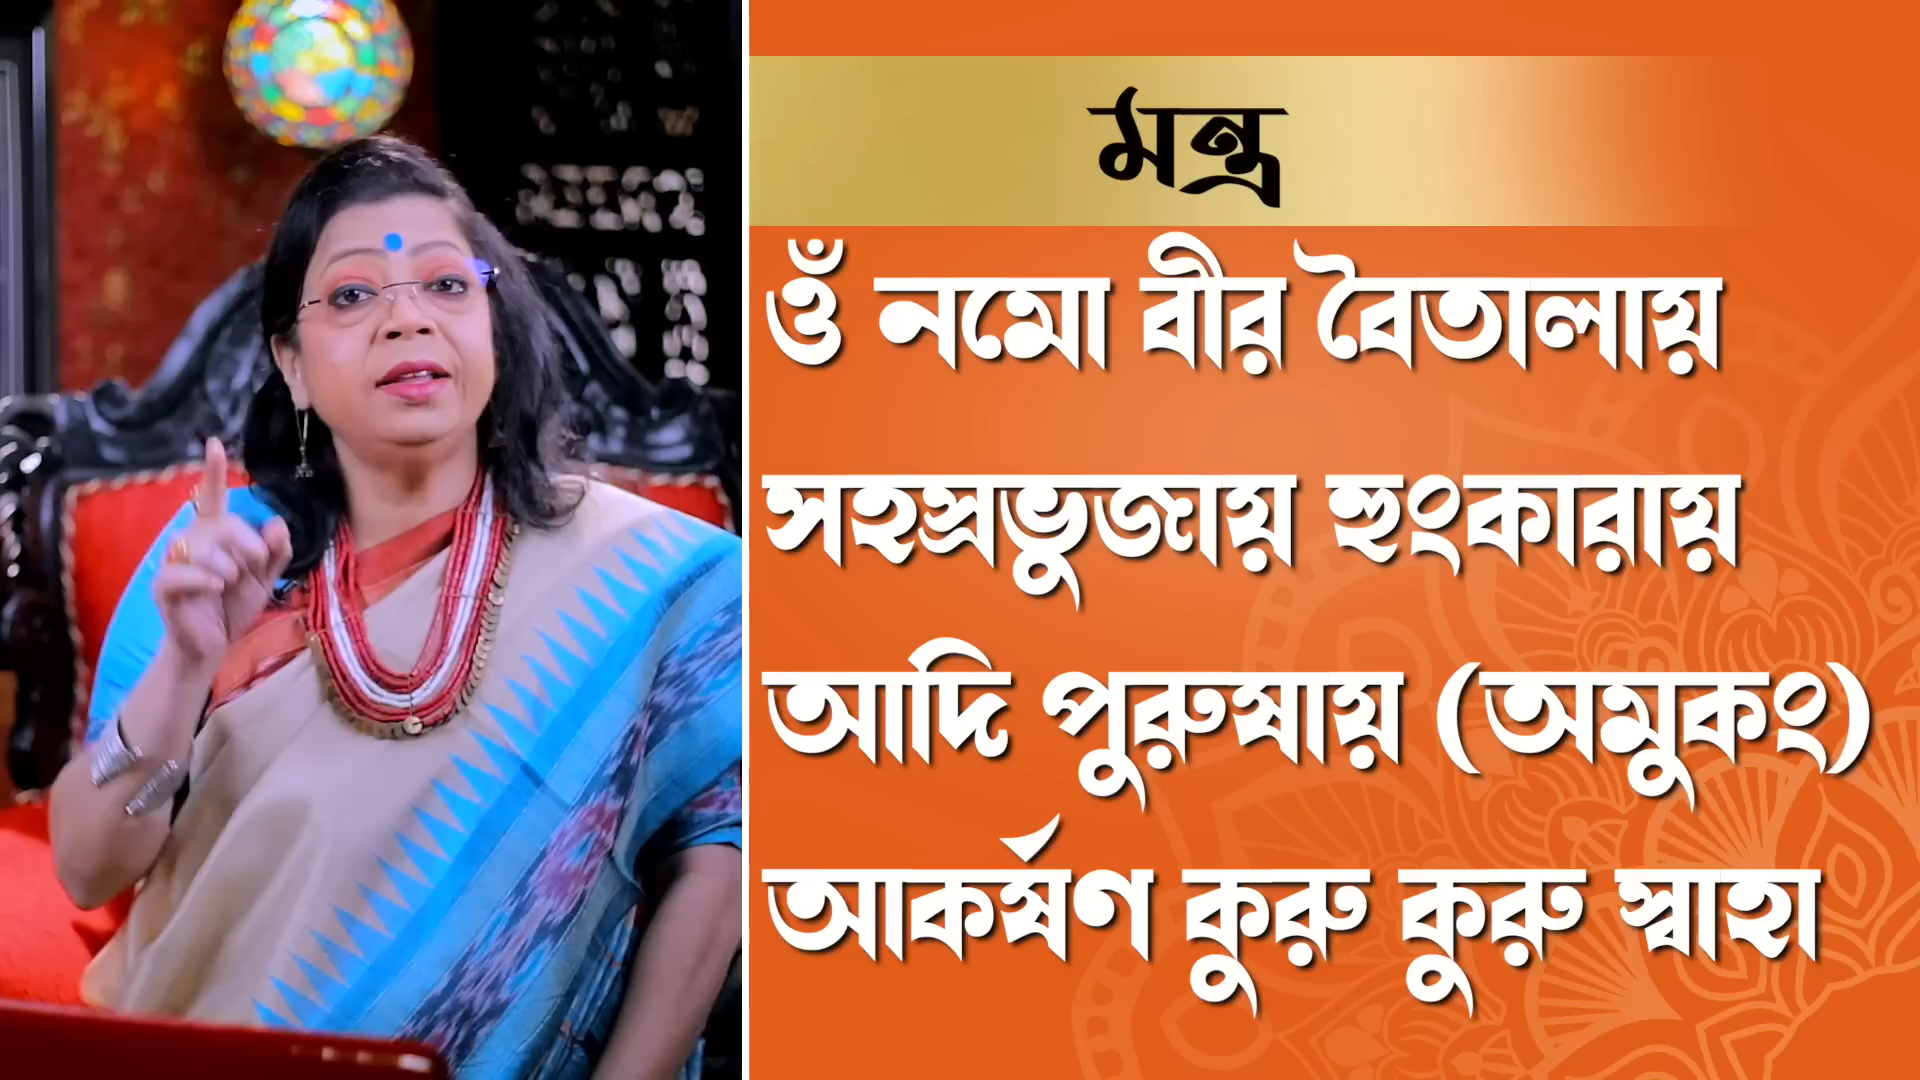 মন্ত্র
ওঁ নমো বীর বৈতালায়
সহস্রভুজায় হুংকারায়
আদি পুরুষায় (অমুকং)
আকর্ষণ কুরু কুরু স্বাহা